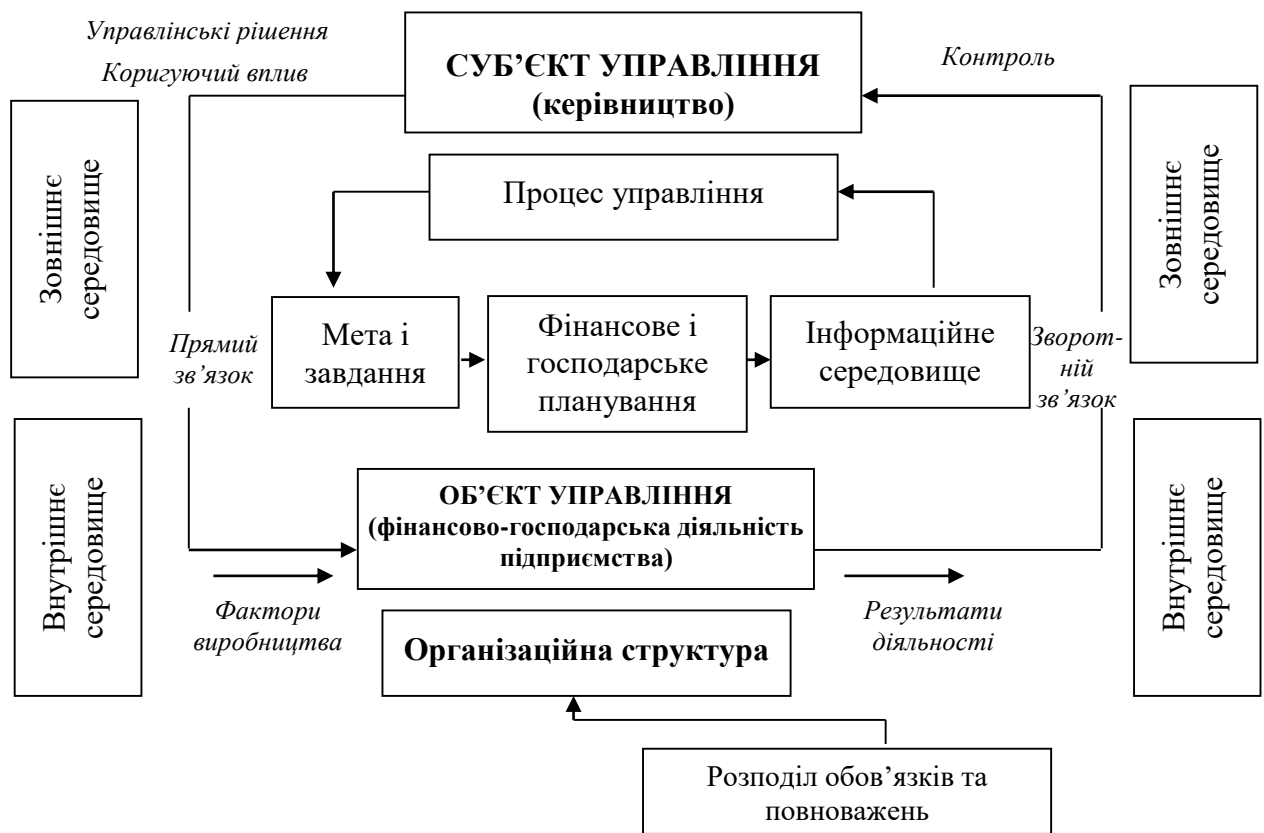 Управлінські рішення
Коригуючий вплив
СУБ’ЄКТ УПРАВЛІННЯ
(керівництво)
Контроль
Зовнішнє
середовище
Процес управління
Зовнішнє
середовище
Прямий
зв’язок
Мета і
завдання
Фінансове і
господарське
планування
Інформаційне
середовище
Зворот-
ній
зв’язок
Внутрішнє
середовище
ОБ’ЄКТ УПРАВЛІННЯ
(фінансово-господарська діяльність
підприємства)
Внутрішнє
середовище
Фактори
виробництва
Результати
діяльності
Організаційна структура
Розподіл обов’язків та
повноважень